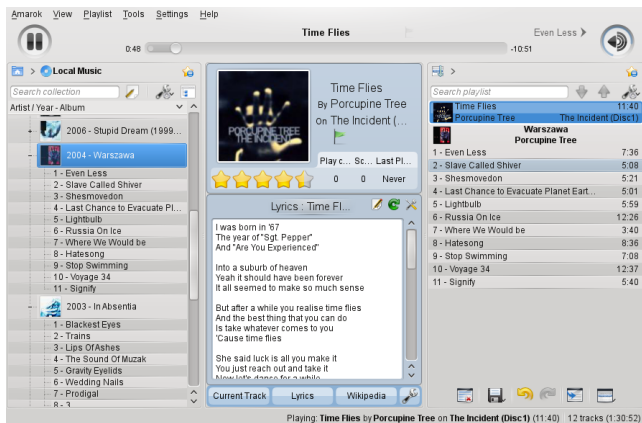 Amarok View Playlist Tools Settings Help
Time Flies
Even Less
0:48
-10:51
Local Music
Search collection
Artist / Year - Album
2006 - Stupid Dream (1999...
2004 - Warszawa
1 - Even Less
2 - Slave Called Shiver
3 - Shesmovedon
4 - Last Chance to Evacuate Pl...
5 - Lightbulb
6 - Russia On Ice
7 - Where We Would be
8 - Hatesong
9 - Stop Swimming
10 - Voyage 34
11 - Signify
2003 - In Absentia
1 - Blackest Eyes
2 - Trains
3 - Lips Of Ashes
4 - The Sound Of Muzak
5 - Gravity Eyelids
6 - Wedding Nails
7 - Prodigal
8 - 3
PORCUPINE TREE
THE INCIDENT
Time Flies
By Porcupine Tree
on The Incident (...
Play c... Sc... Last Pl...
0 0 Never
Lyrics : Time Fl...
I was born in '67
The year of "Sgt. Pepper"
And "Are You Experienced"
Into a suburb of heaven
Yeah it should have been forever
It all seemed to make so much sense
But after a while you realise time flies
And the best thing that you can do
Is take whatever comes to you
'Cause time flies
She said luck is all you make it
You just reach out and take it
Now let's dance for a while
Current Track Lyrics Wikipedia
Search playlist
Time Flies 11:40
Porcupine Tree The Incident (Disc1)
Warszawa
Porcupine Tree
1 - Even Less 7:36
2 - Slave Called Shiver 5:08
3 - Shesmovedon 5:21
4 - Last Chance to Evacuate Planet Eart... 5:01
5 - Lightbulb 5:59
6 - Russia On Ice 12:26
7 - Where We Would be 3:40
8 - Hatesong 8:36
9 - Stop Swimming 7:08
10 - Voyage 34 12:37
11 - Signify 5:40
Playing: Time Flies by Porcupine Tree on The Incident (Disc1) (11:40) 12 tracks (1:30:52)